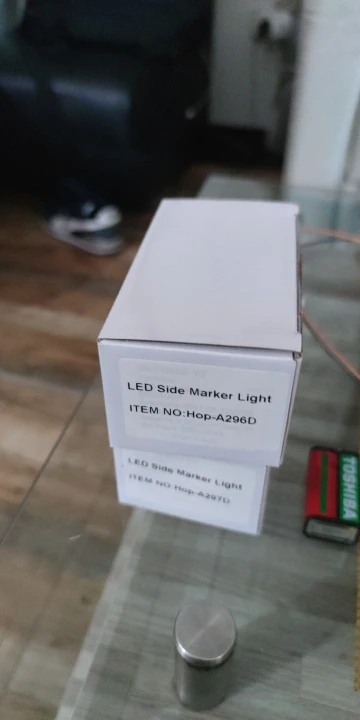 LED Side Marker Light
ITEM NO:Hop-A296D
LED Side Marker Light
ITEM NO:Hop-A297D
TOSHIBA